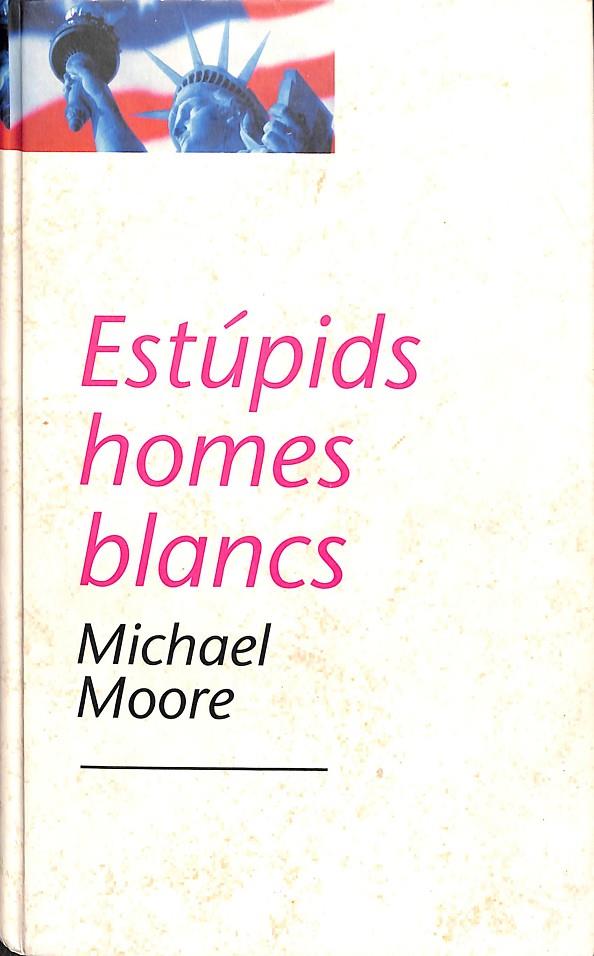 Estúpids
homes
blancs
Michael
Moore